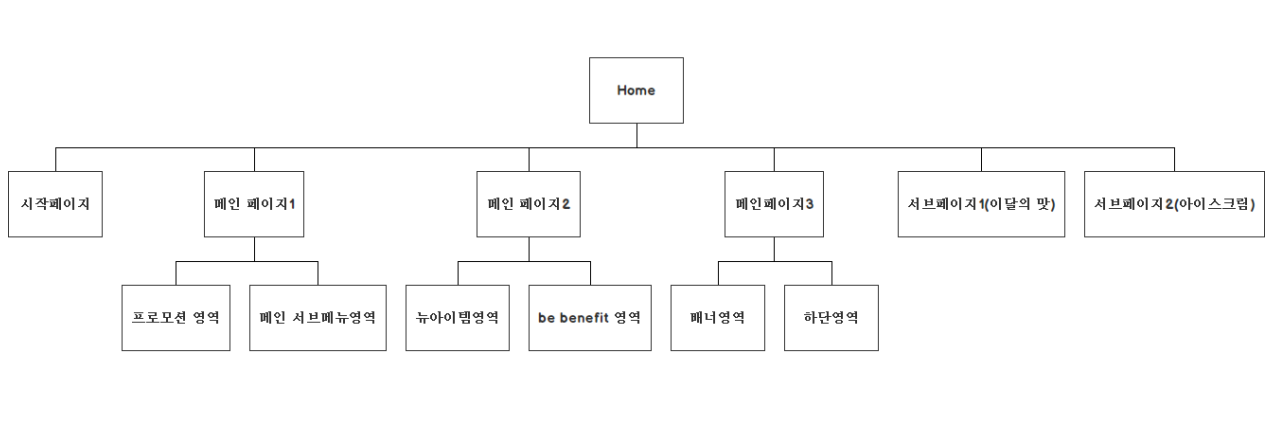 Home
시작페이지
메인 페이지1
메인 페이지2
메인페이지3
서브페이지1(이달의 맛)
서브페이지2(아이스크림)
프로모션 영역
메인 서브메뉴영역
뉴아이템영역
be benefit 영역
배너영역
하단영역